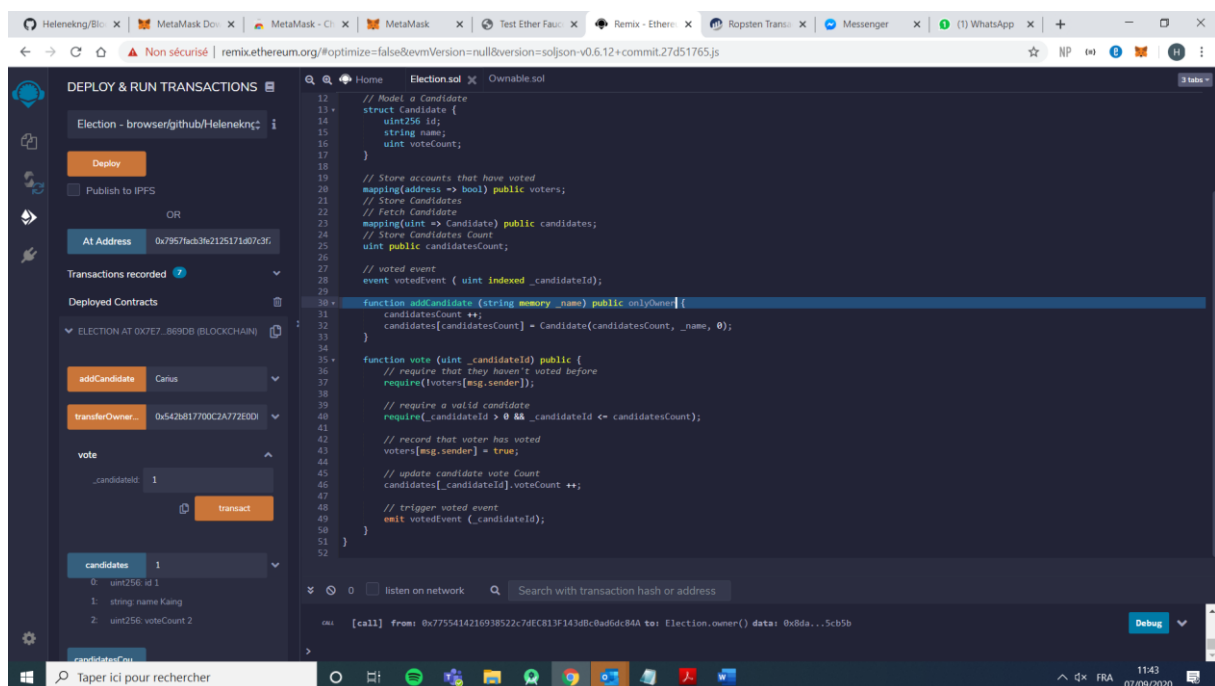 Helenekng/Blo
MetaMask Dow
MetaMask - Ch
MetaMask
Test Ether Fauc
Remix - Ethere
Ropsten Transa
Messenger
(1) WhatsApp
Non sécurisé | remix.ethereum.org/#optimize=false&evmVersion=null&version=soljson-v0.6.12+commit.27d51765.js
NP
H
DEPLOY & RUN TRANSACTIONS
Election - browser/github/Helenekng
Deploy
Publish to IPFS
OR
At Address 0x7957facb3fe2125171d07c3f
Transactions recorded 7
Deployed Contracts
ELECTION AT 0X7E7...869DB (BLOCKCHAIN)
addCandidate Carius
transferOwner... 0x542b817700C2A772E0D
vote
_candidateId: 1
transact
candidates 1
0: uint256: id 1
1: string: name Kaing
2: uint256: voteCount 2
candidatesCou
Home Election.sol Ownable.sol
3 tabs
12 // Model a Candidate
13 struct Candidate {
14 uint256 id;
15 string name;
16 uint voteCount;
17 }
18
19 // Store accounts that have voted
20 mapping(address => bool) public voters;
21 // Store Candidates
22 // Fetch Candidate
23 mapping(uint => Candidate) public candidates;
24 // Store Candidates Count
25 uint public candidatesCount;
26
27 // voted event
28 event votedEvent ( uint indexed _candidateId);
29
30 function addCandidate (string memory _name) public onlyOwner{
31 candidatesCount ++;
32 candidates[candidatesCount] = Candidate(candidatesCount, _name, 0);
33 }
34
35 function vote (uint _candidateId) public {
36 // require that they haven't voted before
37 require(!voters[msg.sender]);
38
39 // require a valid candidate
40 require(_candidateId > 0 && _candidateId <= candidatesCount);
41
42 // record that voter has voted
43 voters[msg.sender] = true;
44
45 // update candidate vote Count
46 candidates[_candidateId].voteCount ++;
47
48 // trigger voted event
49 emit votedEvent (_candidateId);
50 }
51 }
52
0 listen on network Search with transaction hash or address
CALL [call] from: 0x7755414216938522c7dEC813F143dBc0ad6dc84A to: Election.owner() data: 0x8da...5cb5b
Debug
>
Taper ici pour rechercher
FRA
11:43
07/09/2020